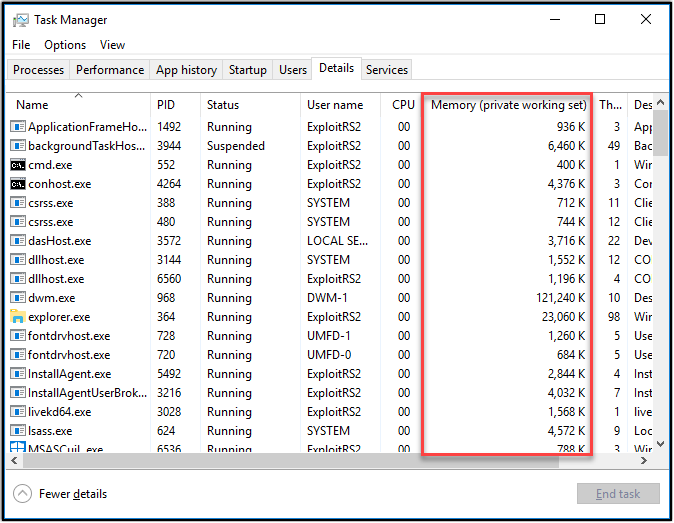 Task Manager
File Options View
Processes Performance App history Startup Users Details Services
Name PID Status User name CPU Memory (private working set) Th... Des
ApplicationFrameHo... 1492 Running ExploitRS2 00 936 K 3 App
backgroundTaskHos... 3944 Suspended ExploitRS2 00 6,460 K 49 Bac
cmd.exe 552 Running ExploitRS2 00 400 K 1 Win
conhost.exe 4264 Running ExploitRS2 00 4,376 K 3 Con
csrss.exe 388 Running SYSTEM 00 712 K 11 Clie
csrss.exe 480 Running SYSTEM 00 744 K 12 Clie
dasHost.exe 3572 Running LOCAL SE... 00 3,716 K 22 Dev
dllhost.exe 3144 Running SYSTEM 00 1,552 K 12 CO
dllhost.exe 6560 Running ExploitRS2 00 1,196 K 4 CO
dwm.exe 968 Running DWM-1 00 121,240 K 10 Des
explorer.exe 364 Running ExploitRS2 00 23,060 K 98 Win
fontdrvhost.exe 728 Running UMFD-1 00 1,260 K 5 Use
fontdrvhost.exe 720 Running UMFD-0 00 684 K 5 Use
InstallAgent.exe 5492 Running ExploitRS2 00 2,844 K 4 Inst
InstallAgentUserBrok... 3216 Running ExploitRS2 00 4,032 K 7 Inst
livekd64.exe 3028 Running ExploitRS2 00 1,568 K 1 live
lsass.exe 624 Running SYSTEM 00 4,572 K 9 Loc
MSASCuiL.exe 6536 Running ExploitRS2 00 788 K 3 Win
Fewer details End task